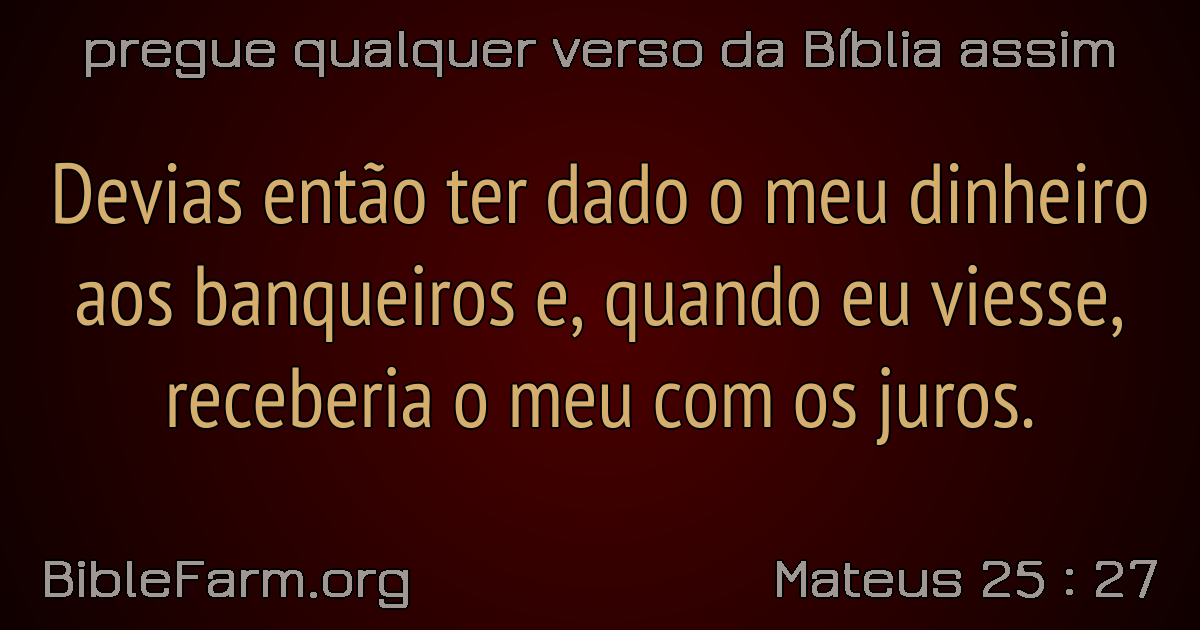 pregue qualquer verso da Bíblia assim
Devias então ter dado o meu dinheiro
aos banqueiros e, quando eu viesse,
receberia o meu com os juros.
BibleFarm.org
Mateus 25 : 27